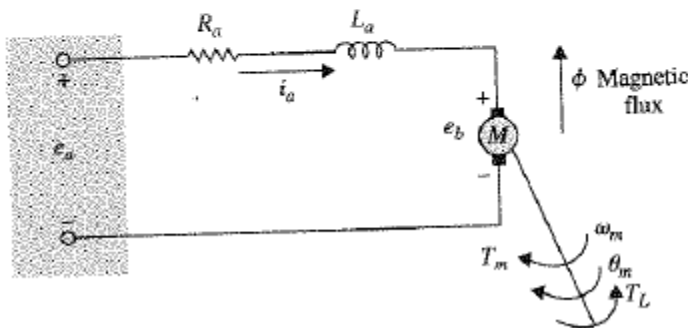 R_a
L_a
+
i_a
e_a
−
+
e_b
M
−
ϕ Magnetic
flux
ω_m
T_m
θ_m
T_L